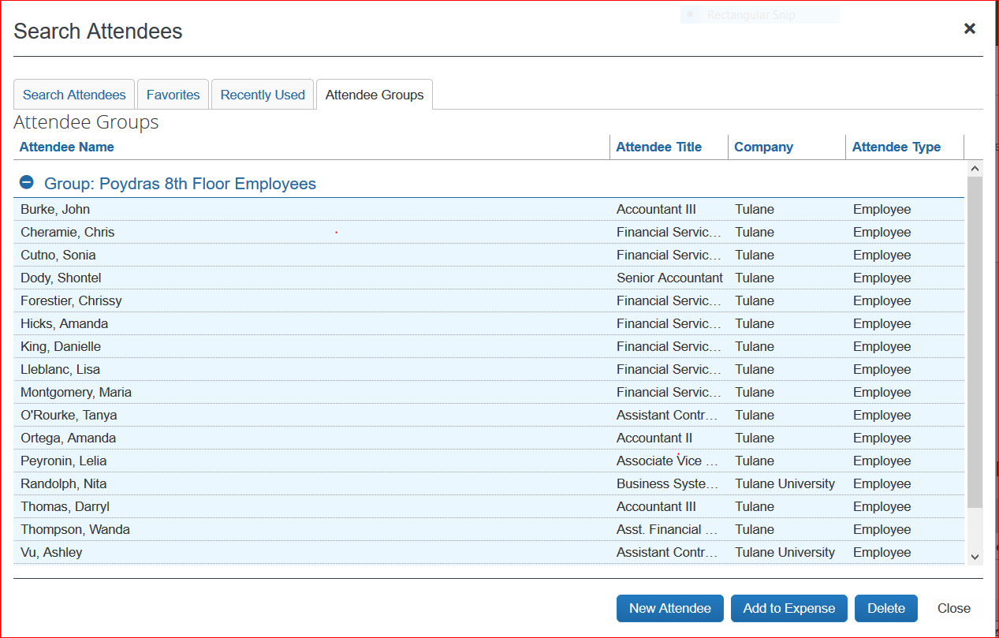 Rectangular Snip
Search Attendees
Search Attendees Favorites Recently Used Attendee Groups
Attendee Groups
Attendee Name Attendee Title Company Attendee Type
Group: Poydras 8th Floor Employees
Burke, John Accountant III Tulane Employee
Cheramie, Chris Financial Servic... Tulane Employee
Cutno, Sonia Financial Servic... Tulane Employee
Dody, Shontel Senior Accountant Tulane Employee
Forestier, Chrissy Financial Servic... Tulane Employee
Hicks, Amanda Financial Servic... Tulane Employee
King, Danielle Financial Servic... Tulane Employee
Lleblanc, Lisa Financial Servic... Tulane Employee
Montgomery, Maria Financial Servic... Tulane Employee
O'Rourke, Tanya Assistant Contr... Tulane Employee
Ortega, Amanda Accountant II Tulane Employee
Peyronin, Lelia Associate Vice ... Tulane Employee
Randolph, Nita Business Syste... Tulane University Employee
Thomas, Darryl Accountant III Tulane Employee
Thompson, Wanda Asst. Financial ... Tulane Employee
Vu, Ashley Assistant Contr... Tulane University Employee
New Attendee Add to Expense Delete Close